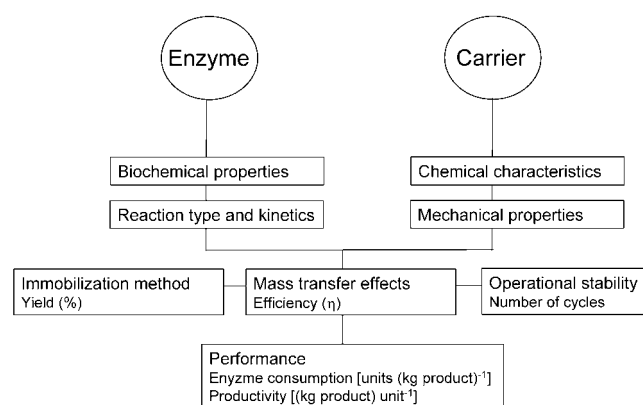 Enzyme
Carrier
Biochemical properties
Chemical characteristics
Reaction type and kinetics
Mechanical properties
Immobilization method
Yield (%)
Mass transfer effects
Efficiency (η)
Operational stability
Number of cycles
Performance
Enyzme consumption [units (kg product)⁻¹]
Productivity [(kg product) unit⁻¹]